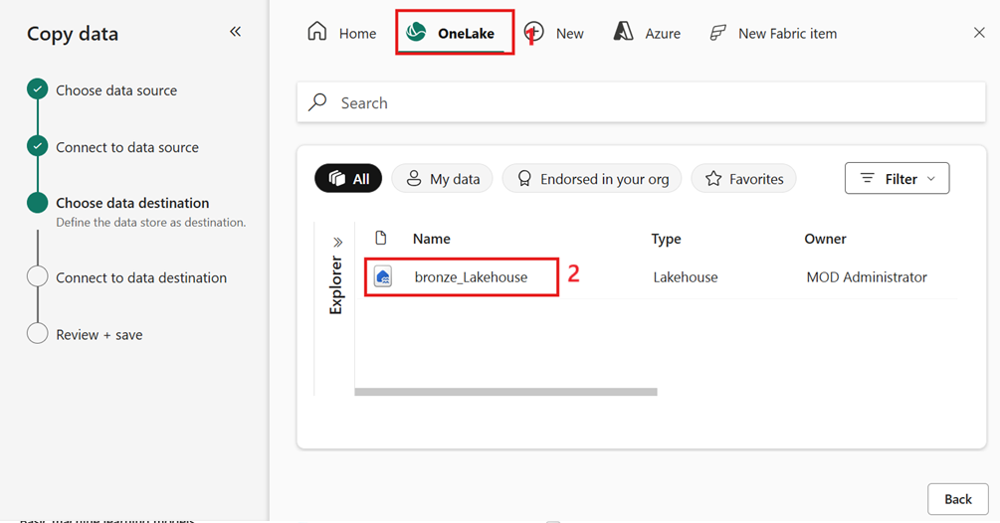 Copy data
Choose data source
Connect to data source
Choose data destination
Define the data store as destination.
Connect to data destination
Review + save
Home OneLake 1 New Azure New Fabric item
Search
All My data Endorsed in your org Favorites Filter
Explorer
Name Type Owner
bronze_Lakehouse 2 Lakehouse MOD Administrator
Back